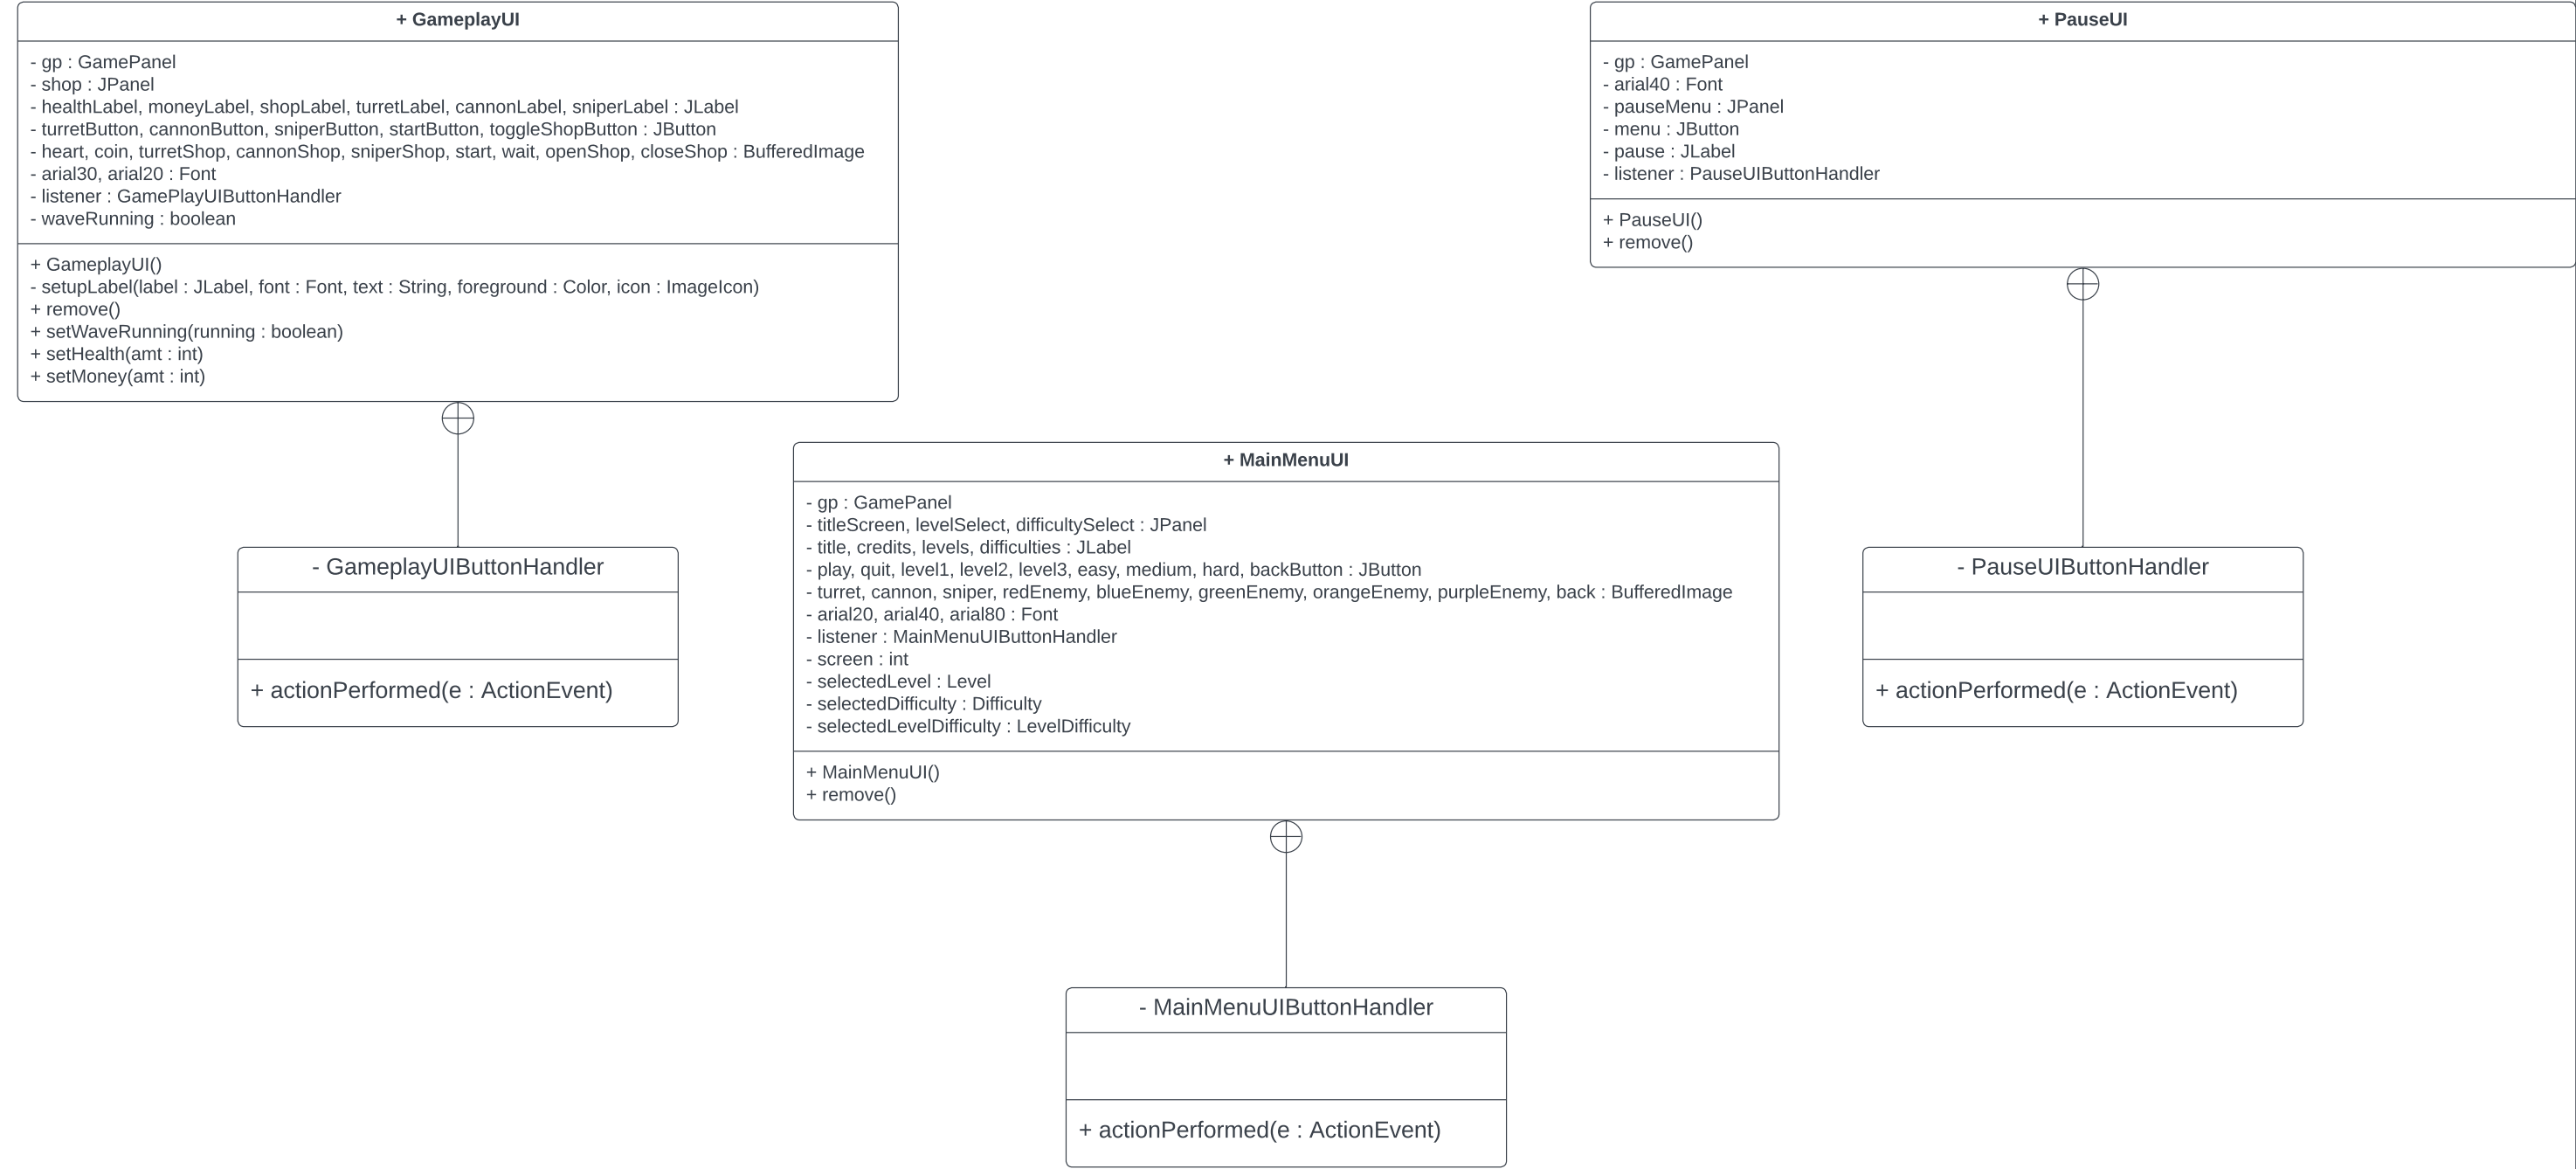 + GameplayUI
- gp : GamePanel
- shop : JPanel
- healthLabel, moneyLabel, shopLabel, turretLabel, cannonLabel, sniperLabel : JLabel
- turretButton, cannonButton, sniperButton, startButton, toggleShopButton : JButton
- heart, coin, turretShop, cannonShop, sniperShop, start, wait, openShop, closeShop : BufferedImage
- arial30, arial20 : Font
- listener : GamePlayUIButtonHandler
- waveRunning : boolean
+ GameplayUI()
- setupLabel(label : JLabel, font : Font, text : String, foreground : Color, icon : ImageIcon)
+ remove()
+ setWaveRunning(running : boolean)
+ setHealth(amt : int)
+ setMoney(amt : int)
- GameplayUIButtonHandler
+ actionPerformed(e : ActionEvent)
+ MainMenuUI
- gp : GamePanel
- titleScreen, levelSelect, difficultySelect : JPanel
- title, credits, levels, difficulties : JLabel
- play, quit, level1, level2, level3, easy, medium, hard, backButton : JButton
- turret, cannon, sniper, redEnemy, blueEnemy, greenEnemy, orangeEnemy, purpleEnemy, back : BufferedImage
- arial20, arial40, arial80 : Font
- listener : MainMenuUIButtonHandler
- screen : int
- selectedLevel : Level
- selectedDifficulty : Difficulty
- selectedLevelDifficulty : LevelDifficulty
+ MainMenuUI()
+ remove()
- MainMenuUIButtonHandler
+ actionPerformed(e : ActionEvent)
+ PauseUI
- gp : GamePanel
- arial40 : Font
- pauseMenu : JPanel
- menu : JButton
- pause : JLabel
- listener : PauseUIButtonHandler
+ PauseUI()
+ remove()
- PauseUIButtonHandler
+ actionPerformed(e : ActionEvent)